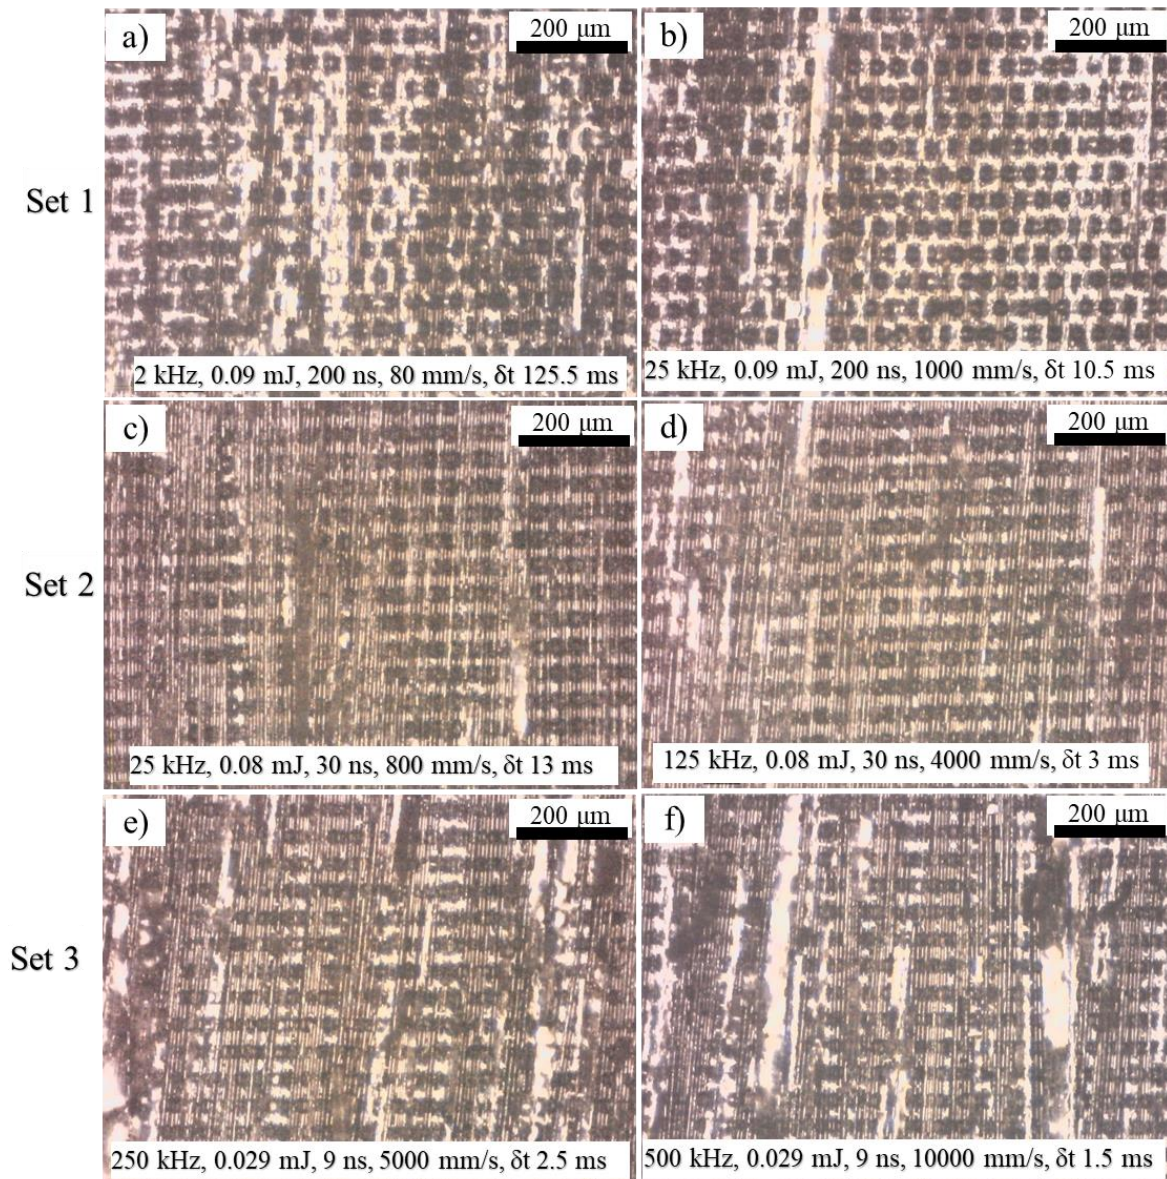 a)
200 μm
b)
200 μm
Set 1
2 kHz, 0.09 mJ, 200 ns, 80 mm/s, δt 125.5 ms
25 kHz, 0.09 mJ, 200 ns, 1000 mm/s, δt 10.5 ms
c)
200 μm
d)
200 μm
Set 2
25 kHz, 0.08 mJ, 30 ns, 800 mm/s, δt 13 ms
125 kHz, 0.08 mJ, 30 ns, 4000 mm/s, δt 3 ms
e)
200 μm
f)
200 μm
Set 3
250 kHz, 0.029 mJ, 9 ns, 5000 mm/s, δt 2.5 ms
500 kHz, 0.029 mJ, 9 ns, 10000 mm/s, δt 1.5 ms